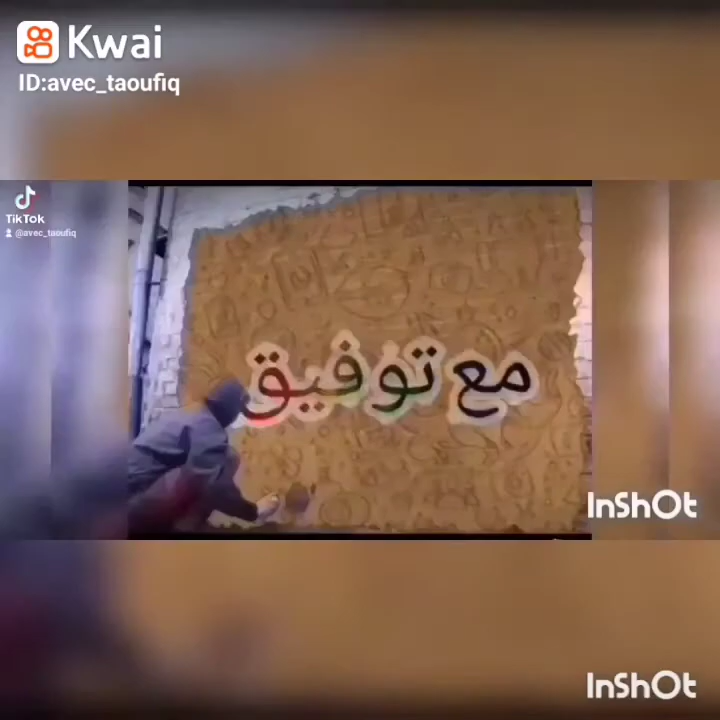 Kwai
ID:avec_taoufiq
TikTok
@avec_taoufiq
مع توفيق
InShOt
InShOt